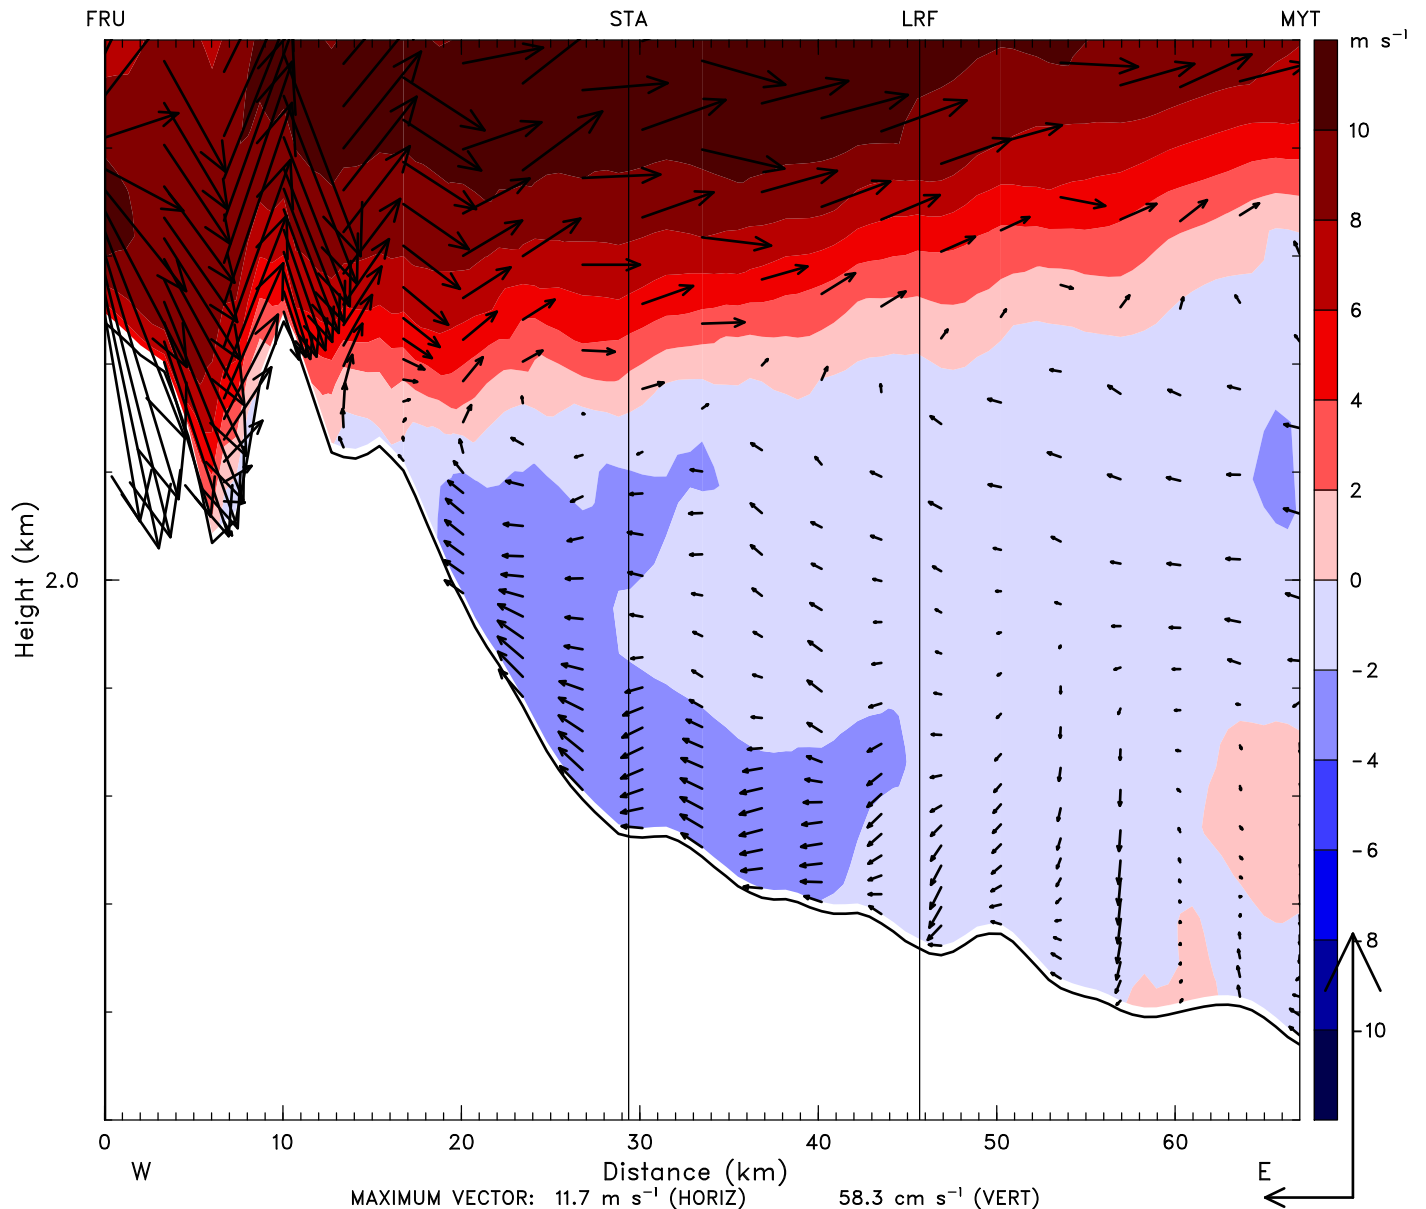 FRU STA LRF MYT
m s⁻¹
10
8
6
4
2
0
-2
-4
-6
-8
-10
Height (km)
2.0
0 10 20 30 40 50 60
W Distance (km) E
MAXIMUM VECTOR: 11.7 m s⁻¹ (HORIZ) 58.3 cm s⁻¹ (VERT)